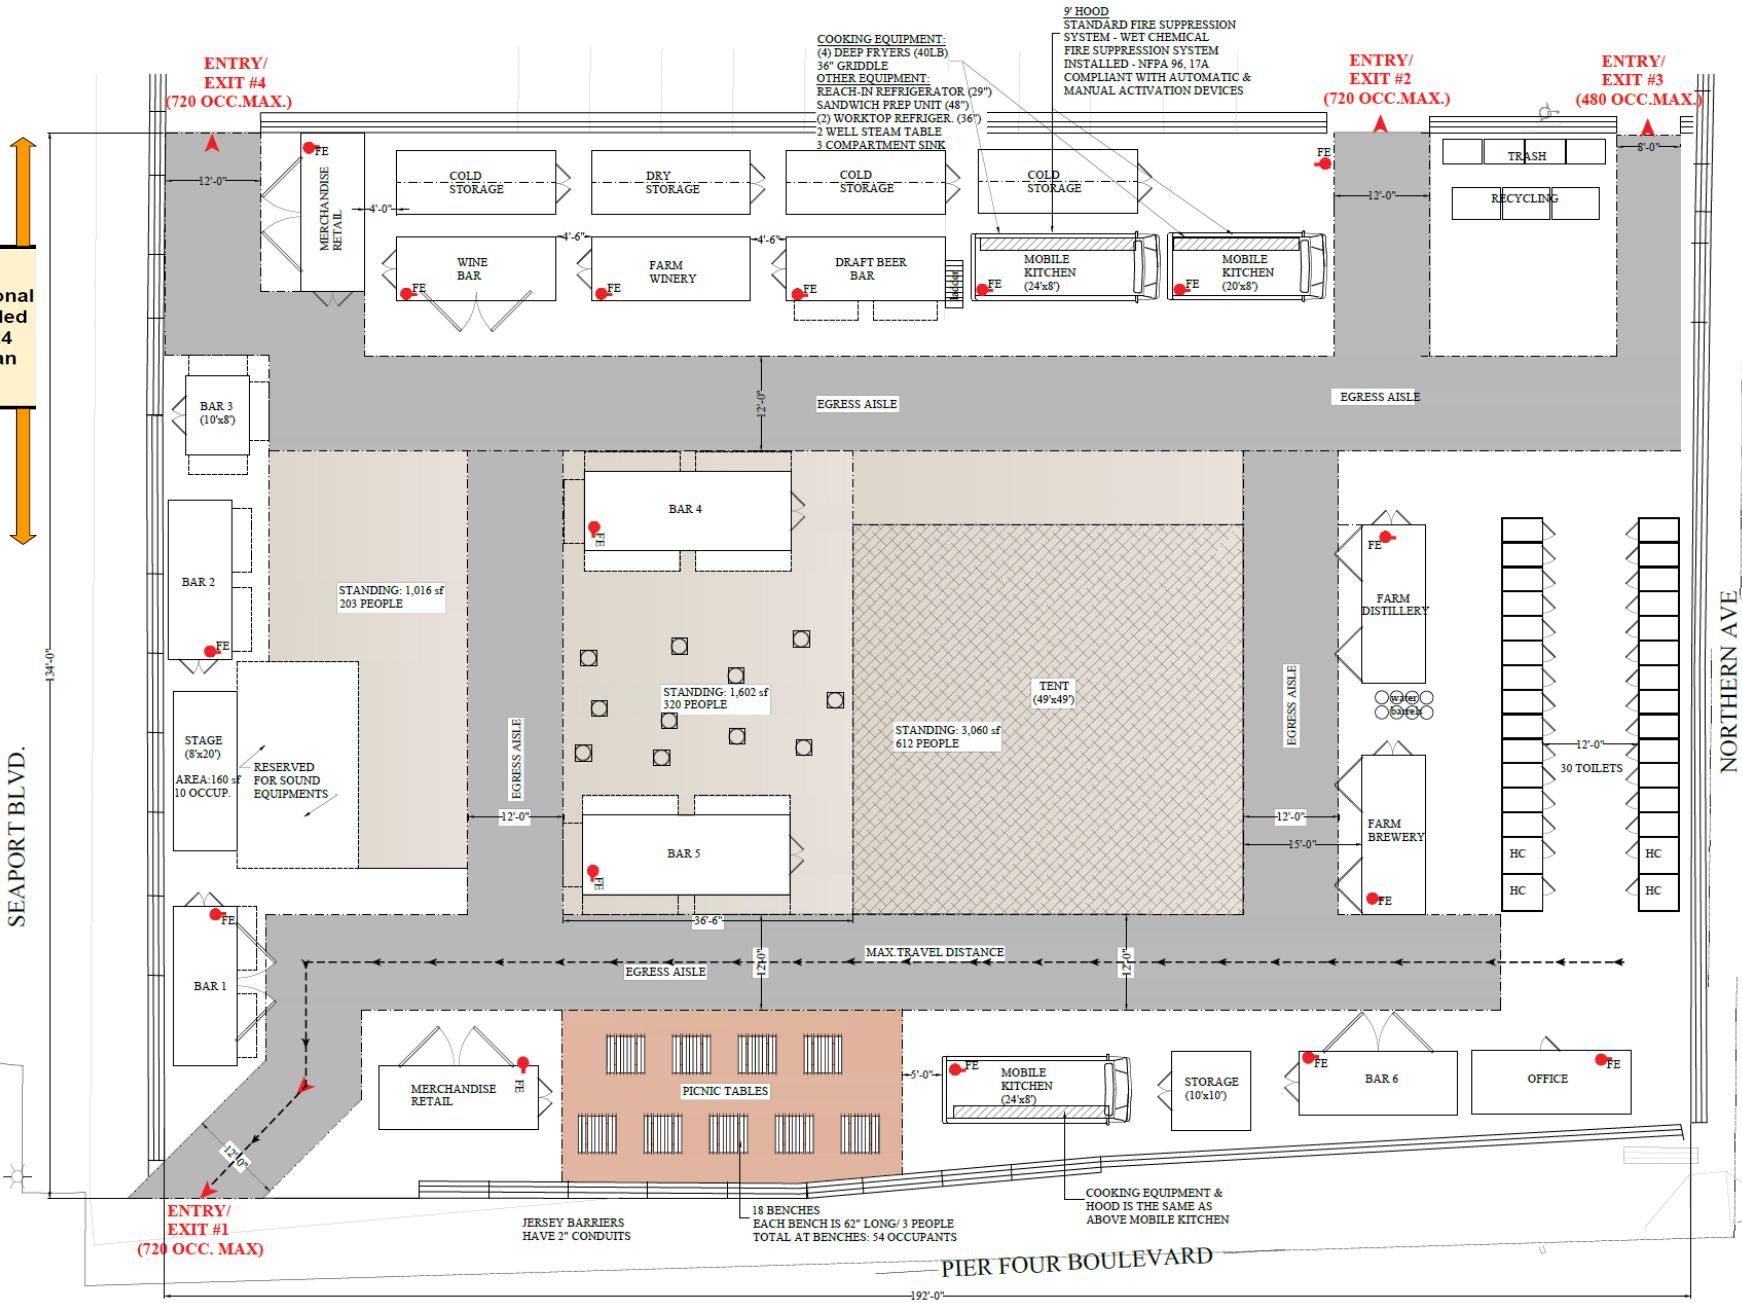 9' HOOD
STANDARD FIRE SUPPRESSION
SYSTEM - WET CHEMICAL
FIRE SUPPRESSION SYSTEM
INSTALLED - NFPA 96, 17A
COMPLIANT WITH AUTOMATIC &
MANUAL ACTIVATION DEVICES
COOKING EQUIPMENT:
(4) DEEP FRYERS (40LB)
36" GRIDDLE
OTHER EQUIPMENT:
REACH-IN REFRIGERATOR (29")
SANDWICH PREP UNIT (48")
(2) WORKTOP REFRIGER. (36")
2 WELL STEAM TABLE
3 COMPARTMENT SINK
ENTRY/
EXIT #4
(720 OCC.MAX.)
ENTRY/
EXIT #2
(720 OCC.MAX.)
ENTRY/
EXIT #3
(480 OCC.MAX.)
FE
MERCHANDISE
RETAIL
12'-0"
4'-0"
COLD
STORAGE
DRY
STORAGE
COLD
STORAGE
COLD
STORAGE
FE
12'-0"
TRASH
RECYCLING
8'-0"
WINE
BAR
FE
4'-6"
FARM
WINERY
FE
4'-6"
DRAFT BEER
BAR
FE
ladder
MOBILE
KITCHEN
(24'x8')
FE
MOBILE
KITCHEN
(20'x8')
FE
onal
led
4
an
BAR 3
(10'x8')
12'-0"
EGRESS AISLE
EGRESS AISLE
BAR 2
FE
STANDING: 1,016 sf
203 PEOPLE
BAR 4
FE
STANDING: 1,602 sf
320 PEOPLE
TENT
(49'x49')
STANDING: 3,060 sf
612 PEOPLE
FE
FARM
DISTILLERY
water
barrels
134'-0"
STAGE
(8'x20')
AREA:160 sf
10 OCCUP.
RESERVED
FOR SOUND
EQUIPMENTS
EGRESS AISLE
12'-0"
EGRESS AISLE
12'-0"
15'-0"
FARM
BREWERY
FE
12'-0"
30 TOILETS
HC
HC
HC
HC
NORTHERN AVE
SEAPORT BLVD.
BAR 5
FE
36'-6"
FE
BAR 1
MAX.TRAVEL DISTANCE
EGRESS AISLE
12'-0"
12'-0"
MERCHANDISE
RETAIL
FE
PICNIC TABLES
5'-0"
FE
MOBILE
KITCHEN
(24'x8')
STORAGE
(10'x10')
FE
BAR 6
OFFICE
FE
12'-0"
ENTRY/
EXIT #1
(720 OCC. MAX)
JERSEY BARRIERS
HAVE 2" CONDUITS
18 BENCHES
EACH BENCH IS 62" LONG/ 3 PEOPLE
TOTAL AT BENCHES: 54 OCCUPANTS
COOKING EQUIPMENT &
HOOD IS THE SAME AS
ABOVE MOBILE KITCHEN
PIER FOUR BOULEVARD
192'-0"